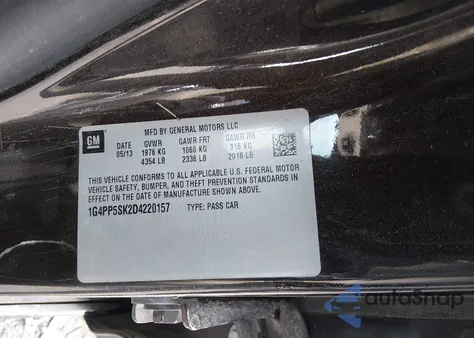 MFD BY GENERAL MOTORS LLC
GM DATE GVWR GAWR FRT GAWR RR
05/13 1976 KG 1060 KG 916 KG
4354 LB 2336 LB 2018 LB
THIS VEHICLE CONFORMS TO ALL APPLICABLE U.S. FEDERAL MOTOR
VEHICLE SAFETY, BUMPER, AND THEFT PREVENTION STANDARDS IN
EFFECT ON THE DATE OF MANUFACTURE SHOWN ABOVE.
1G4PP5SK2D4220157 TYPE: PASS CAR
autoSnap